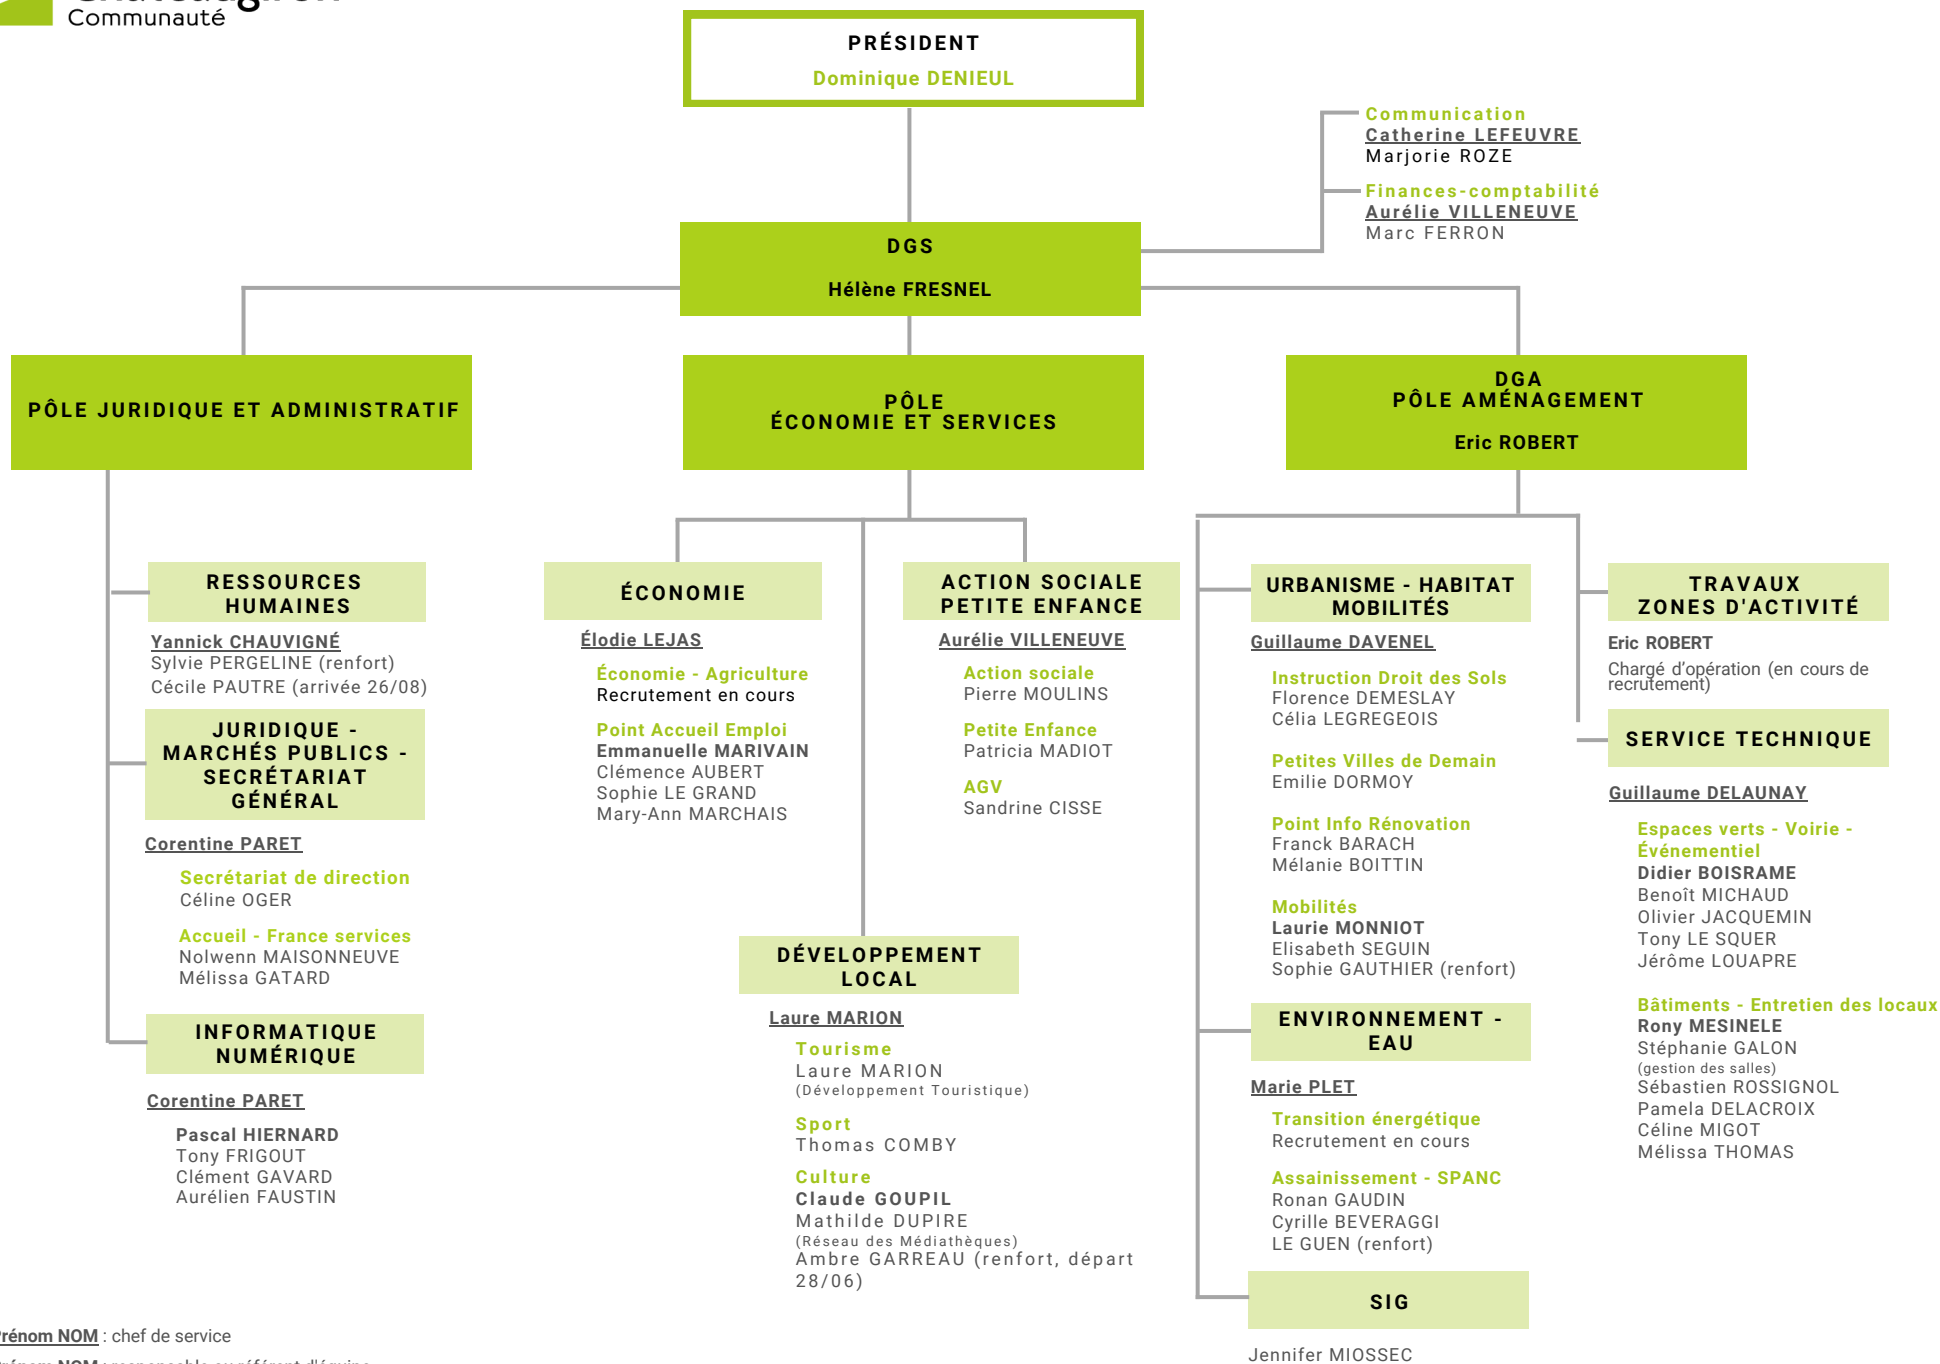 Communauté
PRÉSIDENT
Dominique DENIEUL
Communication
Catherine LEFEUVRE
Marjorie ROZE
Finances-comptabilité
Aurélie VILLENEUVE
Marc FERRON
DGS
Hélène FRESNEL
PÔLE JURIDIQUE ET ADMINISTRATIF
PÔLE
ÉCONOMIE ET SERVICES
DGA
PÔLE AMÉNAGEMENT
Eric ROBERT
RESSOURCES
HUMAINES
Yannick CHAUVIGNÉ
Sylvie PERGELINE (renfort)
Cécile PAUTRE (arrivée 26/08)
JURIDIQUE -
MARCHÉS PUBLICS -
SECRÉTARIAT
GÉNÉRAL
Corentine PARET
Secrétariat de direction
Céline OGER
Accueil - France services
Nolwenn MAISONNEUVE
Mélissa GATARD
INFORMATIQUE
NUMÉRIQUE
Corentine PARET
Pascal HIERNARD
Tony FRIGOUT
Clément GAVARD
Aurélien FAUSTIN
ÉCONOMIE
Élodie LEJAS
Économie - Agriculture
Recrutement en cours
Point Accueil Emploi
Emmanuelle MARIVAIN
Clémence AUBERT
Sophie LE GRAND
Mary-Ann MARCHAIS
ACTION SOCIALE
PETITE ENFANCE
Aurélie VILLENEUVE
Action sociale
Pierre MOULINS
Petite Enfance
Patricia MADIOT
AGV
Sandrine CISSE
DÉVELOPPEMENT
LOCAL
Laure MARION
Tourisme
Laure MARION
(Développement Touristique)
Sport
Thomas COMBY
Culture
Claude GOUPIL
Mathilde DUPIRE
(Réseau des Médiathèques)
Ambre GARREAU (renfort, départ
28/06)
URBANISME - HABITAT
MOBILITÉS
Guillaume DAVENEL
Instruction Droit des Sols
Florence DEMESLAY
Célia LEGREGEOIS
Petites Villes de Demain
Emilie DORMOY
Point Info Rénovation
Franck BARACH
Mélanie BOITTIN
Mobilités
Laurie MONNIOT
Elisabeth SEGUIN
Sophie GAUTHIER (renfort)
ENVIRONNEMENT -
EAU
Marie PLET
Transition énergétique
Recrutement en cours
Assainissement - SPANC
Ronan GAUDIN
Cyrille BEVERAGGI
LE GUEN (renfort)
SIG
Jennifer MIOSSEC
TRAVAUX
ZONES D'ACTIVITÉ
Eric ROBERT
Chargé d'opération (en cours de
recrutement)
SERVICE TECHNIQUE
Guillaume DELAUNAY
Espaces verts - Voirie -
Événementiel
Didier BOISRAME
Benoît MICHAUD
Olivier JACQUEMIN
Tony LE SQUER
Jérôme LOUAPRE
Bâtiments - Entretien des locaux
Rony MESINELE
Stéphanie GALON
(gestion des salles)
Sébastien ROSSIGNOL
Pamela DELACROIX
Céline MIGOT
Mélissa THOMAS
Prénom NOM : chef de service